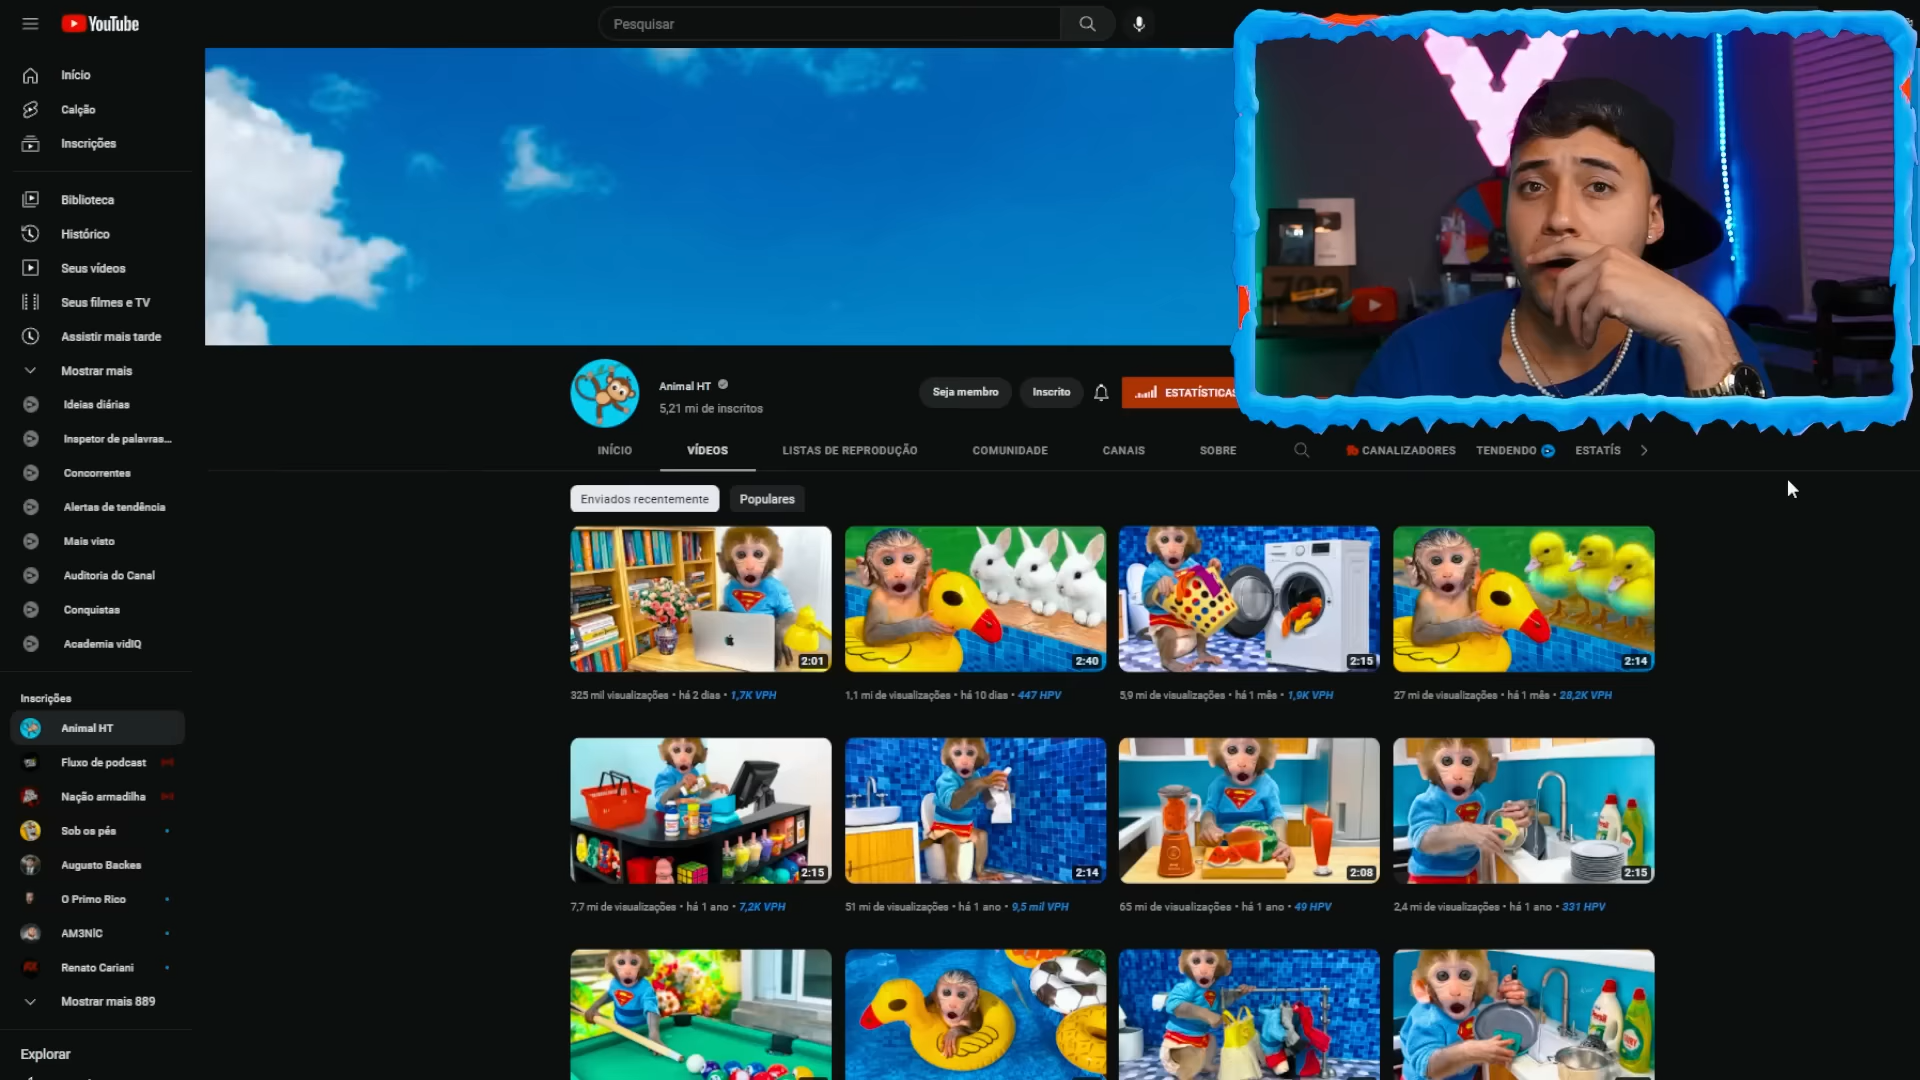 YouTube
Pesquisar
Início
Calção
Inscrições
Biblioteca
Histórico
Seus vídeos
Seus filmes e TV
Assistir mais tarde
Mostrar mais
Ideias diárias
Inspetor de palavras...
Concorrentes
Alertas de tendência
Mais visto
Auditoria do Canal
Conquistas
Academia vidIQ
Inscrições
Animal HT
Fluxo de podcast
Nação armadilha
Sob os pés
Augusto Backes
O Primo Rico
AM3NIC
Renato Cariani
Mostrar mais 889
Explorar
Animal HT
5,21 mi de inscritos
Seja membro
Inscrito
ESTATÍSTICAS
INÍCIO
VÍDEOS
LISTAS DE REPRODUÇÃO
COMUNIDADE
CANAIS
SOBRE
CANALIZADORES
TENDENDO
ESTATÍS
Enviados recentemente
Populares
2:01
2:40
2:15
2:14
325 mil visualizações • há 2 dias • 1,7K VPH
1,1 mi de visualizações • há 10 dias • 447 HPV
5,9 mi de visualizações • há 1 mês • 1,9K VPH
27 mi de visualizações • há 1 mês • 28,2K VPH
2:15
2:14
2:08
2:15
7,7 mi de visualizações • há 1 ano • 7,2K VPH
51 mi de visualizações • há 1 ano • 9,5 mil VPH
65 mi de visualizações • há 1 ano • 49 HPV
2,4 mi de visualizações • há 1 ano • 331 HPV